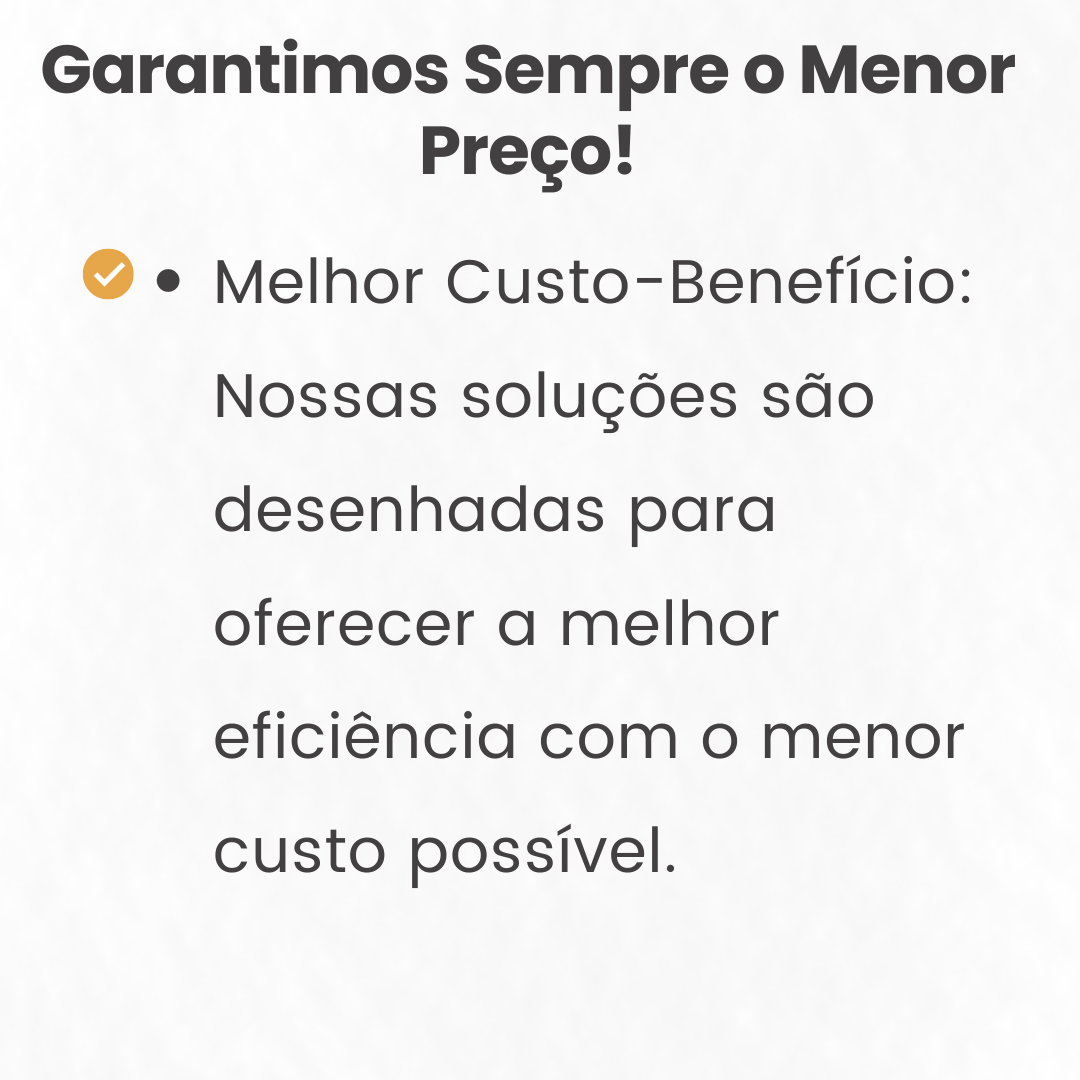 Garantimos Sempre o Menor
Preço!
• Melhor Custo-Benefício:
Nossas soluções são
desenhadas para
oferecer a melhor
eficiência com o menor
custo possível.